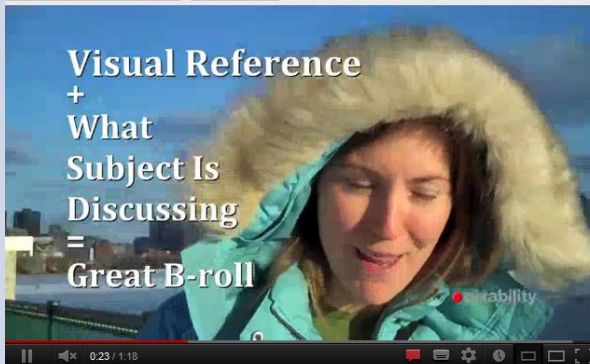 Visual Reference
+
What
Subject Is
Discussing
=
Great B-roll
0:23 / 1:18